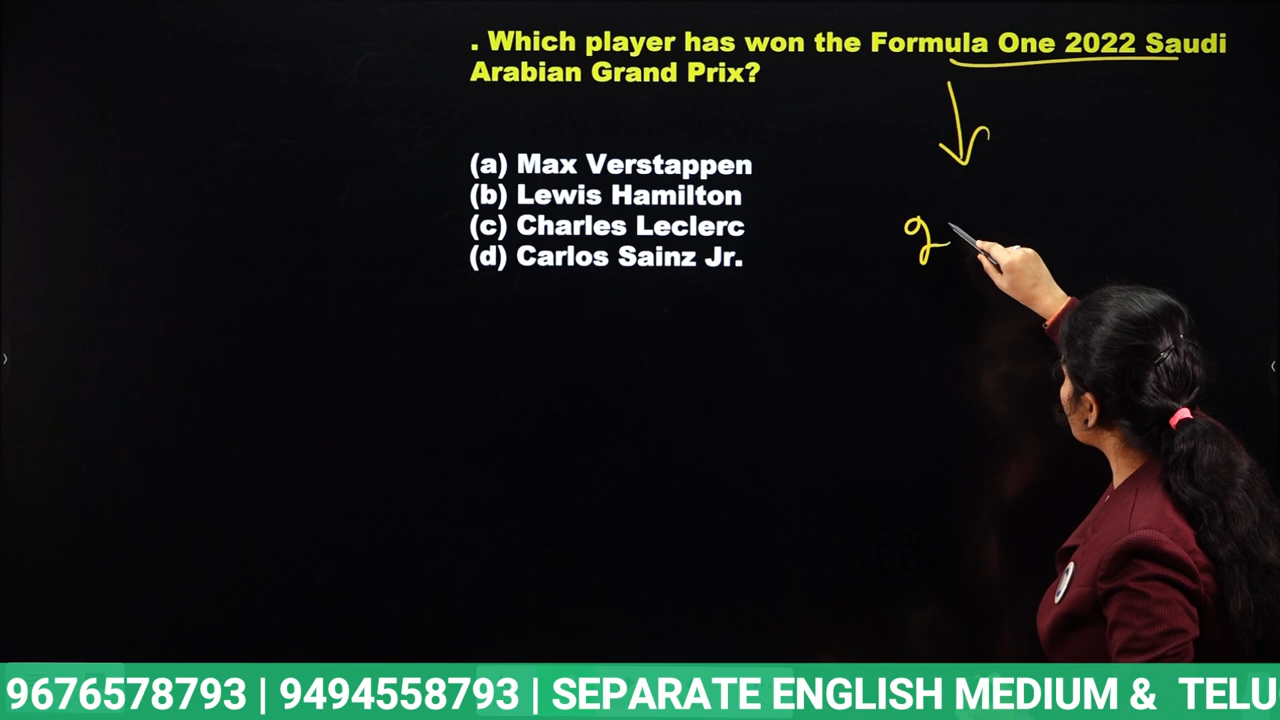 . Which player has won the Formula One 2022 Saudi
Arabian Grand Prix?
(a) Max Verstappen
(b) Lewis Hamilton
(c) Charles Leclerc
(d) Carlos Sainz Jr.
9676578793 | 9494558793 | SEPARATE ENGLISH MEDIUM & TELU